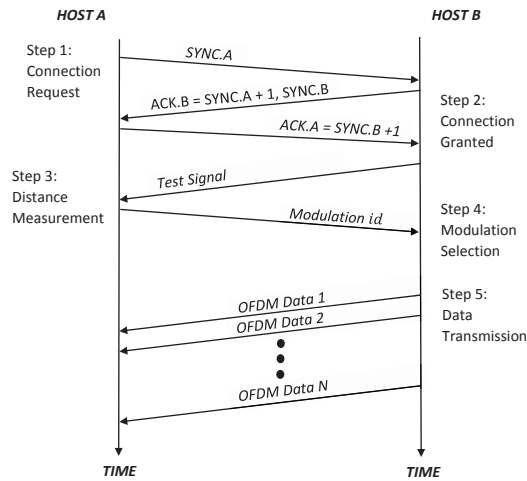 HOST A
HOST B
Step 1:
Connection
Request
SYNC.A
ACK.B = SYNC.A + 1, SYNC.B
Step 2:
Connection
Granted
ACK.A = SYNC.B +1
Step 3:
Distance
Measurement
Test Signal
Modulation id
Step 4:
Modulation
Selection
OFDM Data 1
Step 5:
Data
Transmission
OFDM Data 2
OFDM Data N
TIME
TIME